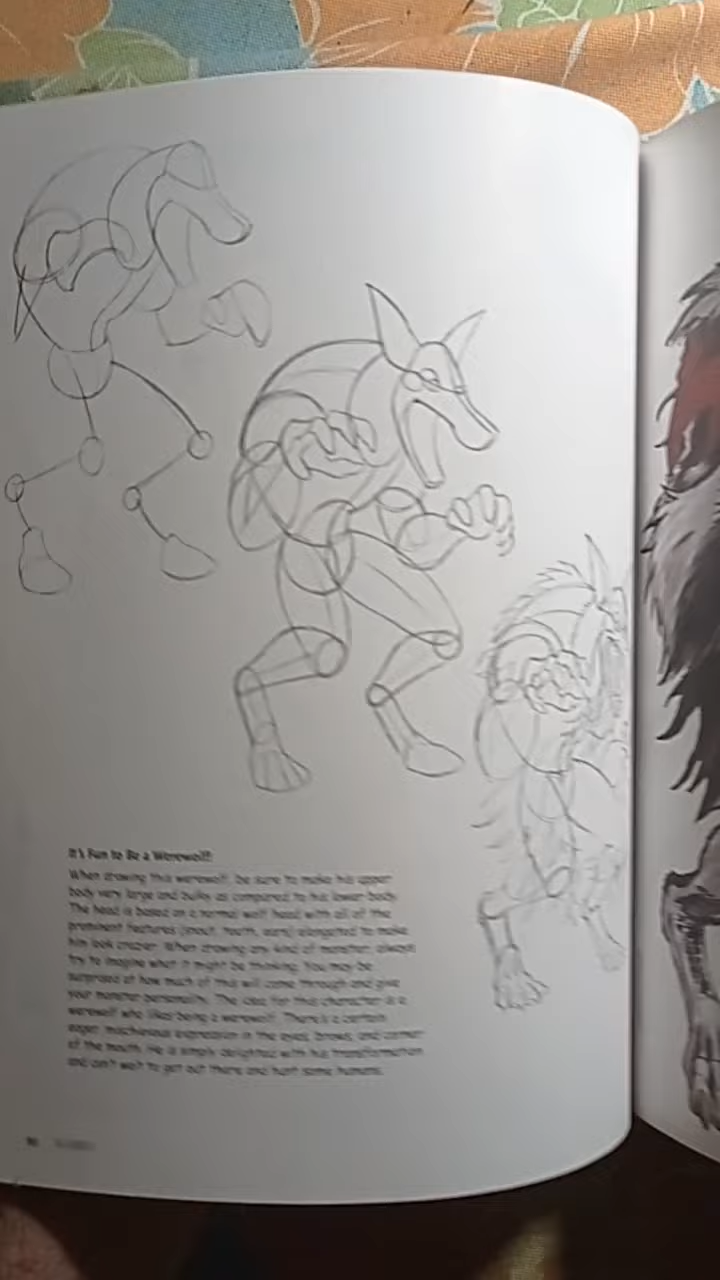 It's Fun to Be a Werewolf!
When drawing this werewolf, be sure to make his upper
body very large and bulky as compared to his lower body.
The head is based on a normal wolf head with all of the
prominent features (snout, teeth, ears) elongated to make
him look crazier. When drawing any kind of monster, always
try to imagine what it might be thinking. You may be
surprised at how much of this will come through and give
your monster personality. The idea for this character is a
werewolf who likes being a werewolf. There's a certain
eager, mischievous expression in the eyes, brows, and corner
of the mouth. He is simply delighted with his transformation
and can't wait to get out there and hunt some humans.